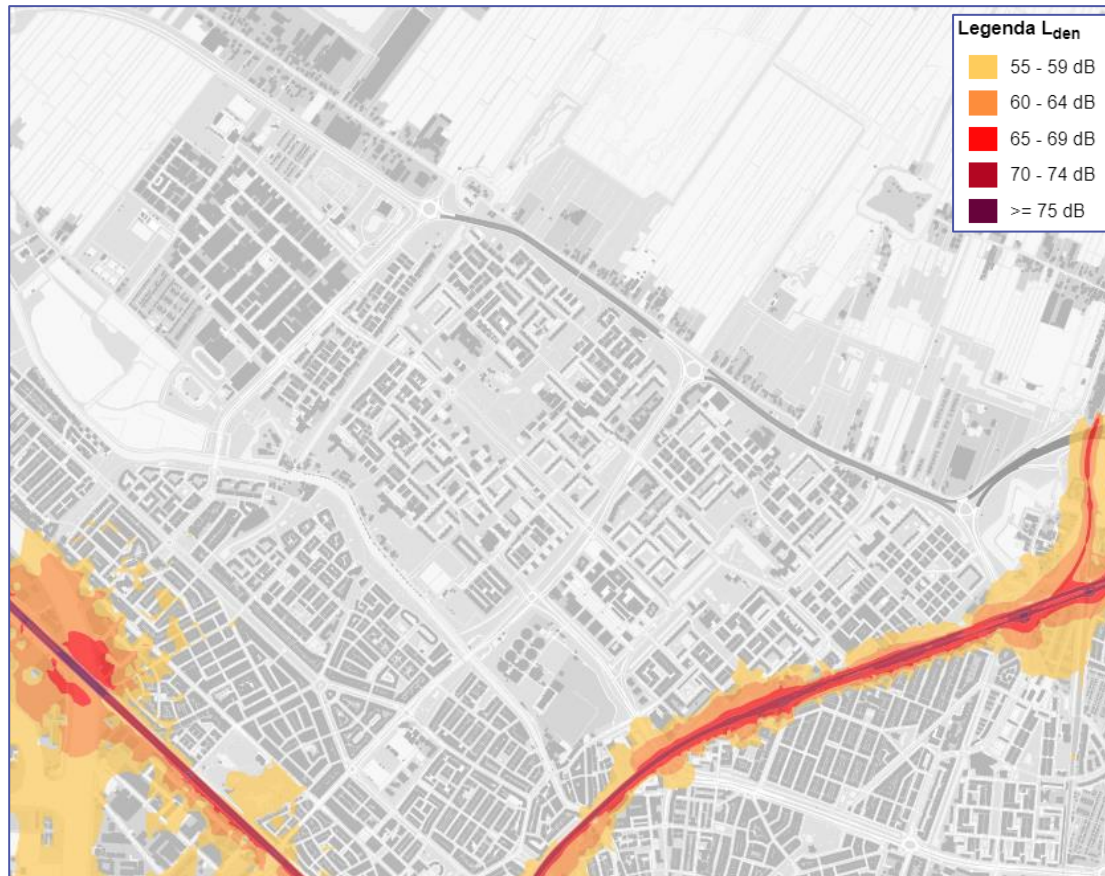 Legenda Lden
55 - 59 dB
60 - 64 dB
65 - 69 dB
70 - 74 dB
>= 75 dB